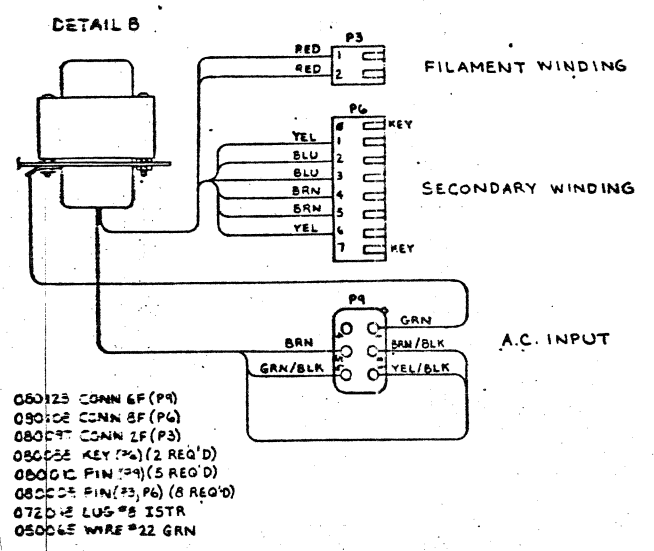 DETAIL B
P3
RED 1
RED 2
FILAMENT WINDING
P6
0 KEY
YEL 1
BLU 2
BLU 3
BRN 4
BRN 5
YEL 6
7 KEY
SECONDARY WINDING
P9
GRN
BRN BRN/BLK
GRN/BLK YEL/BLK
A.C. INPUT
CONN 6F (P9)
CONN 8F (P6)
CONN 2F (P3)
KEY (P6) (2 REQ'D)
PIN (P9) (5 REQ'D)
PIN (P3, P6) (8 REQ'D)
LUG #8 ISTR
050065 WIRE #22 GRN